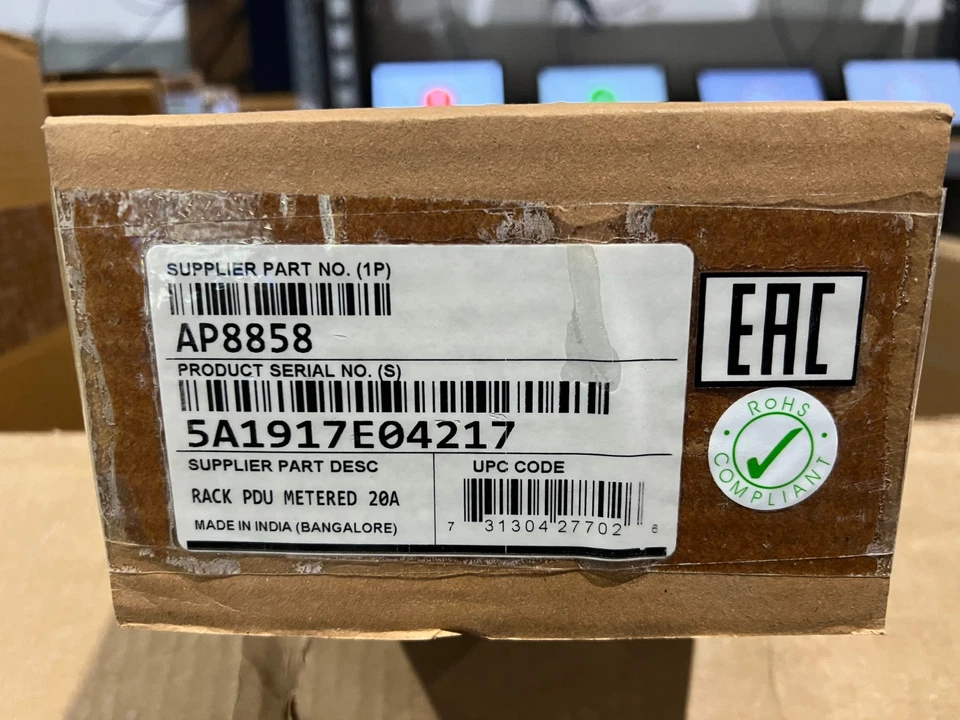 SUPPLIER PART NO. (1P)
AP8858
PRODUCT SERIAL NO. (S)
5A1917E04217
SUPPLIER PART DESC
RACK PDU METERED 20A
MADE IN INDIA (BANGALORE)
UPC CODE
7 31304 27702 6
EAC
RoHS
COMPLIANT